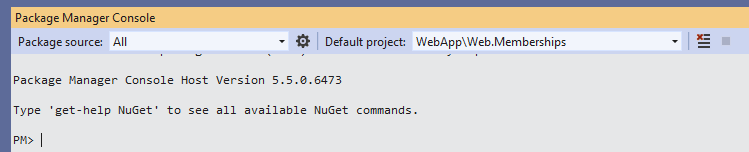 Package Manager Console
Package source: All Default project: WebApp\Web.Memberships
Package Manager Console Host Version 5.5.0.6473
Type 'get-help NuGet' to see all available NuGet commands.
PM>